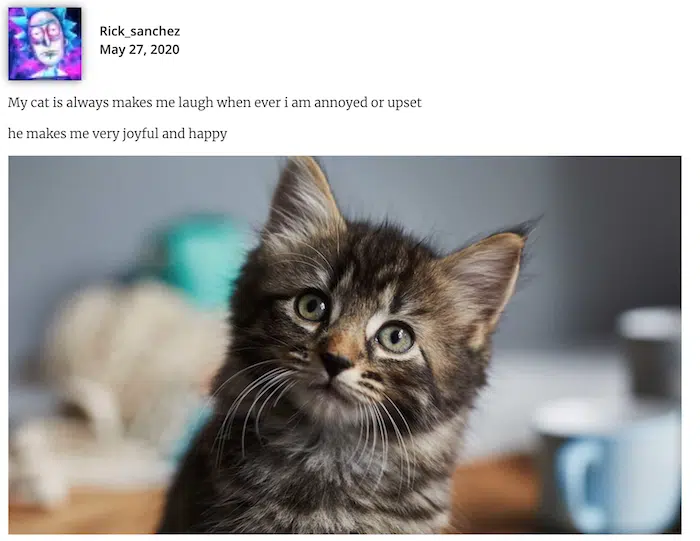 Rick_sanchez
May 27, 2020
My cat is always makes me laugh when ever i am annoyed or upset
he makes me very joyful and happy